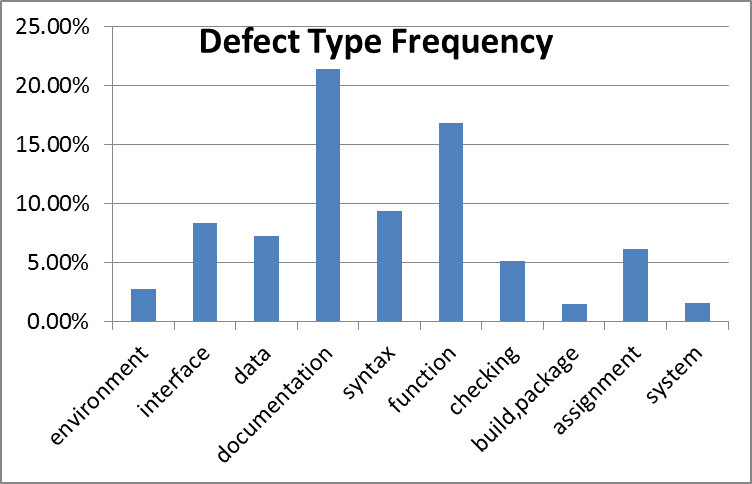 Defect Type Frequency
25.00%
20.00%
15.00%
10.00%
5.00%
0.00%
environment
interface
data
documentation
syntax
function
checking
build,package
assignment
system